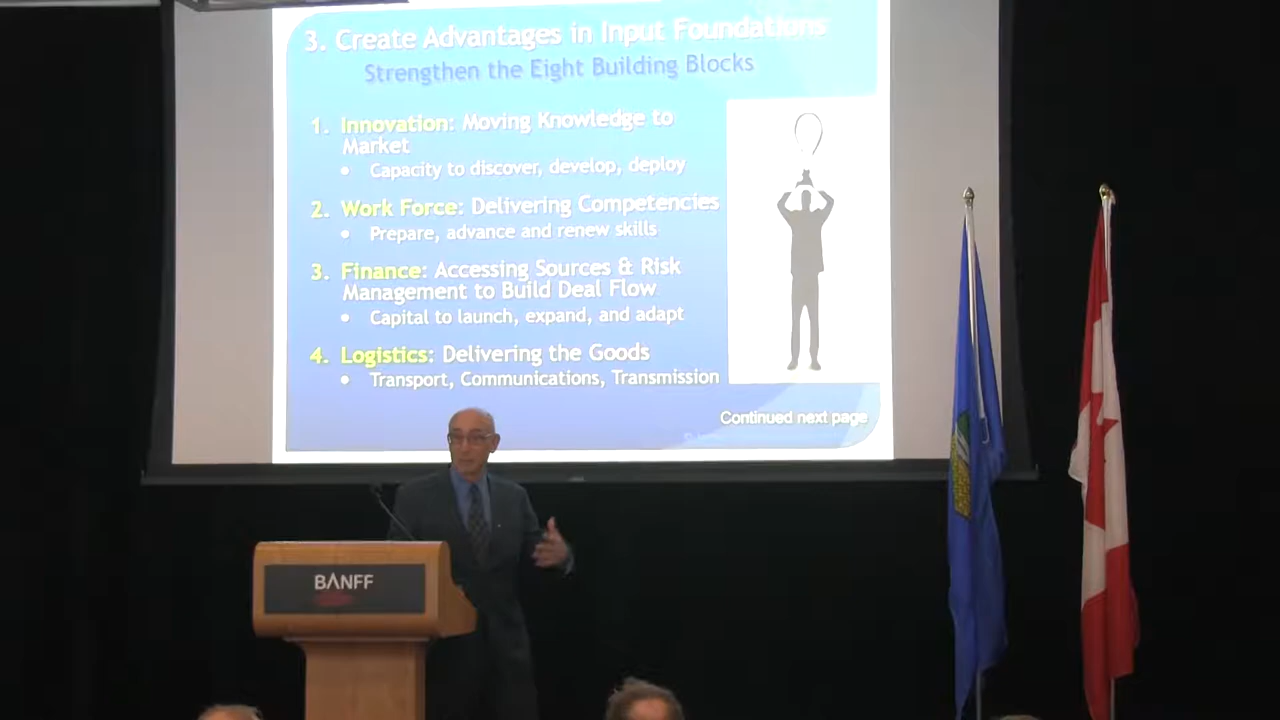 3. Create Advantages in Input Foundations
Strengthen the Eight Building Blocks
1. Innovation: Moving Knowledge to
Market
• Capacity to discover, develop, deploy
2. Work Force: Delivering Competencies
• Prepare, advance and renew skills
3. Finance: Accessing Sources & Risk
Management to Build Deal Flow
• Capital to launch, expand, and adapt
4. Logistics: Delivering the Goods
• Transport, Communications, Transmission
Continued next page
BANFF